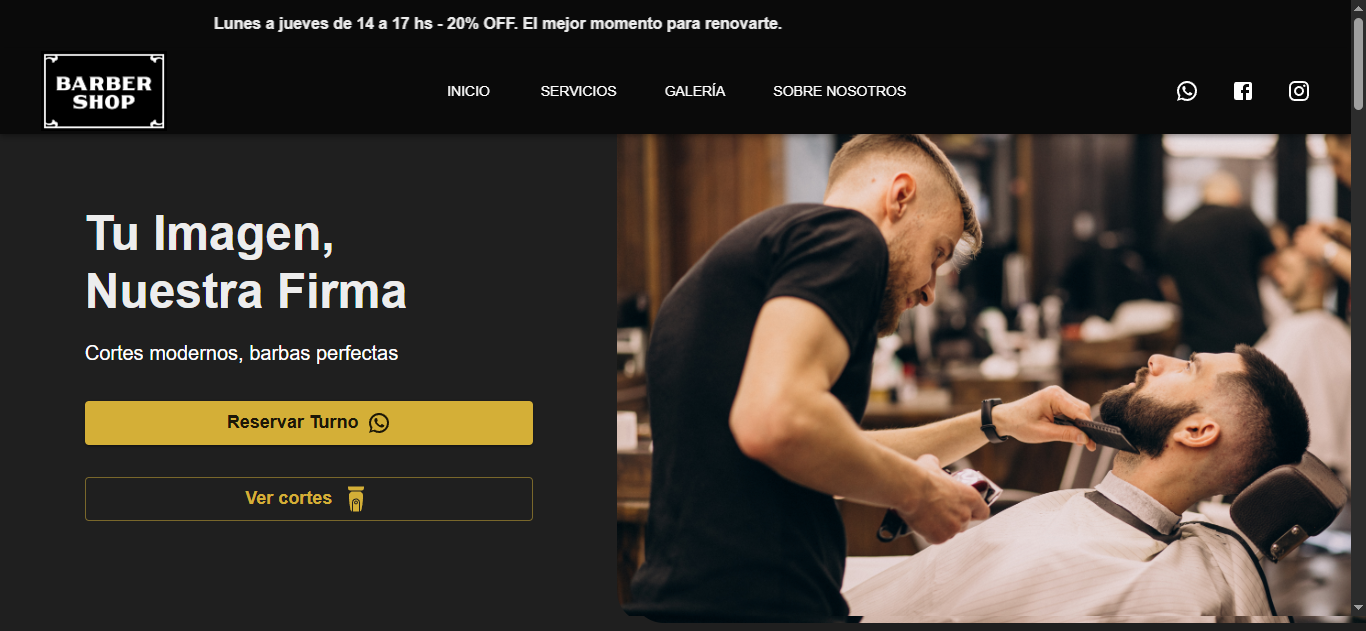 Lunes a jueves de 14 a 17 hs - 20% OFF. El mejor momento para renovarte.
BARBER
SHOP
INICIO
SERVICIOS
GALERÍA
SOBRE NOSOTROS
Tu Imagen,
Nuestra Firma
Cortes modernos, barbas perfectas
Reservar Turno
Ver cortes